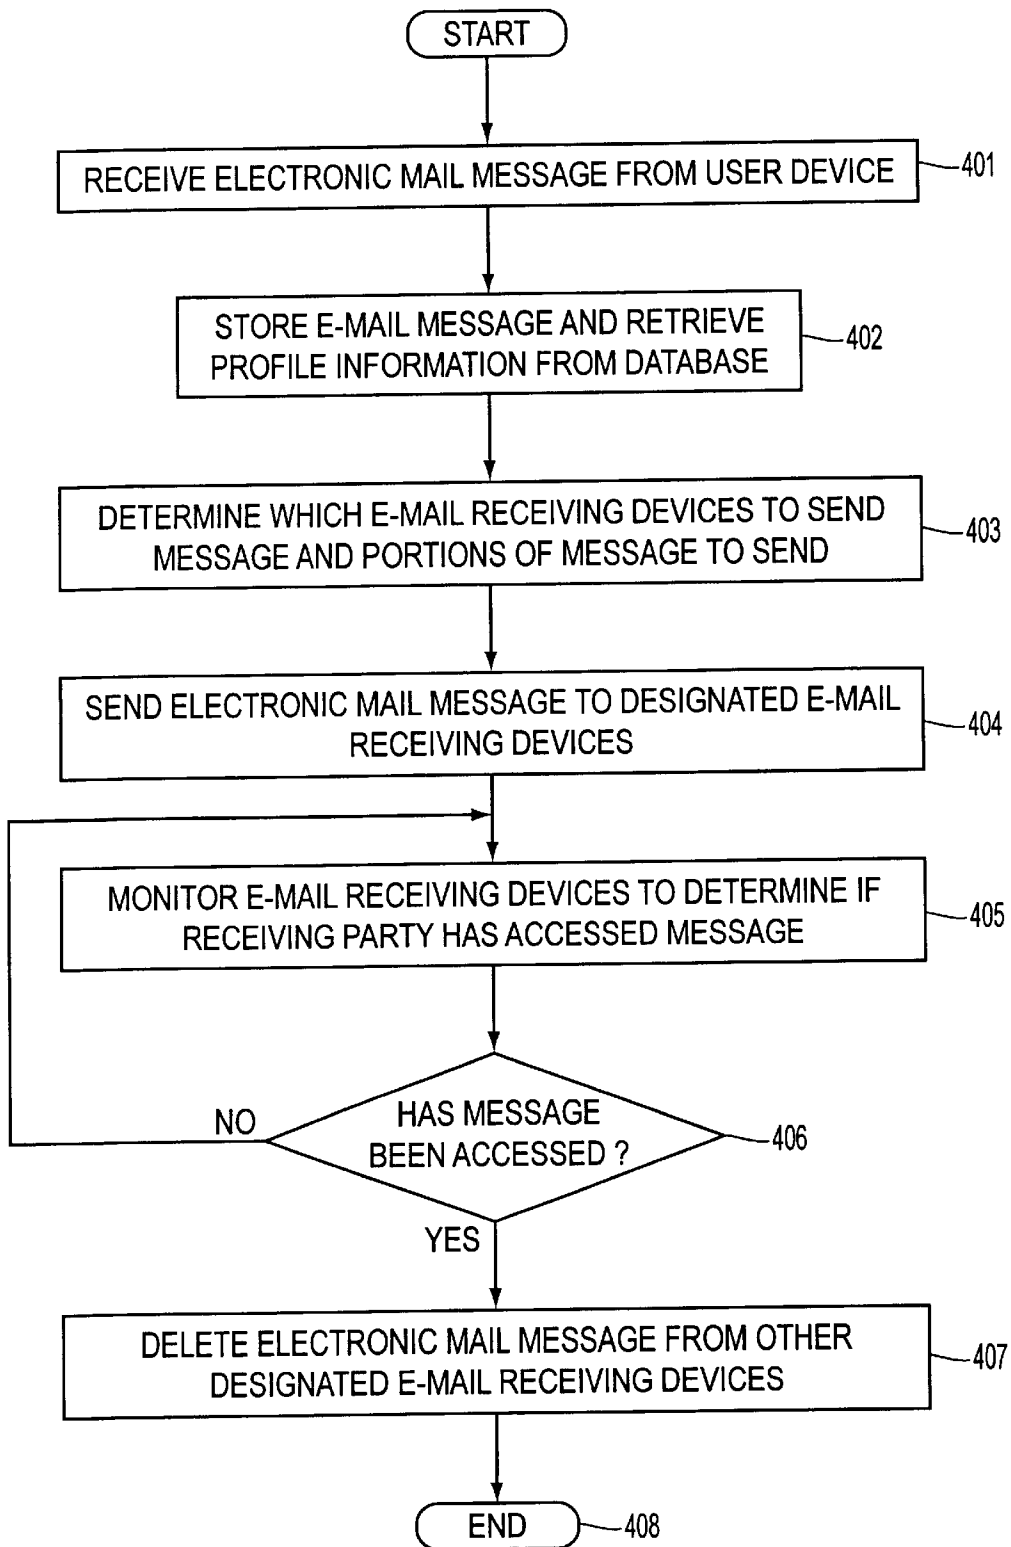 START
RECEIVE ELECTRONIC MAIL MESSAGE FROM USER DEVICE
401
STORE E-MAIL MESSAGE AND RETRIEVE
PROFILE INFORMATION FROM DATABASE
402
DETERMINE WHICH E-MAIL RECEIVING DEVICES TO SEND
MESSAGE AND PORTIONS OF MESSAGE TO SEND
403
SEND ELECTRONIC MAIL MESSAGE TO DESIGNATED E-MAIL
RECEIVING DEVICES
404
MONITOR E-MAIL RECEIVING DEVICES TO DETERMINE IF
RECEIVING PARTY HAS ACCESSED MESSAGE
405
NO
HAS MESSAGE
BEEN ACCESSED ?
406
YES
DELETE ELECTRONIC MAIL MESSAGE FROM OTHER
DESIGNATED E-MAIL RECEIVING DEVICES
407
END
408